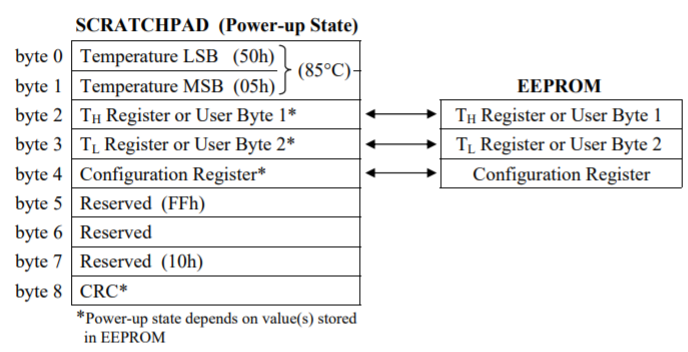 SCRATCHPAD (Power-up State)
byte 0 Temperature LSB (50h)
(85°C)
byte 1 Temperature MSB (05h)
EEPROM
byte 2 TH Register or User Byte 1*
TH Register or User Byte 1
byte 3 TL Register or User Byte 2*
TL Register or User Byte 2
byte 4 Configuration Register*
Configuration Register
byte 5 Reserved (FFh)
byte 6 Reserved
byte 7 Reserved (10h)
byte 8 CRC*
*Power-up state depends on value(s) stored
in EEPROM